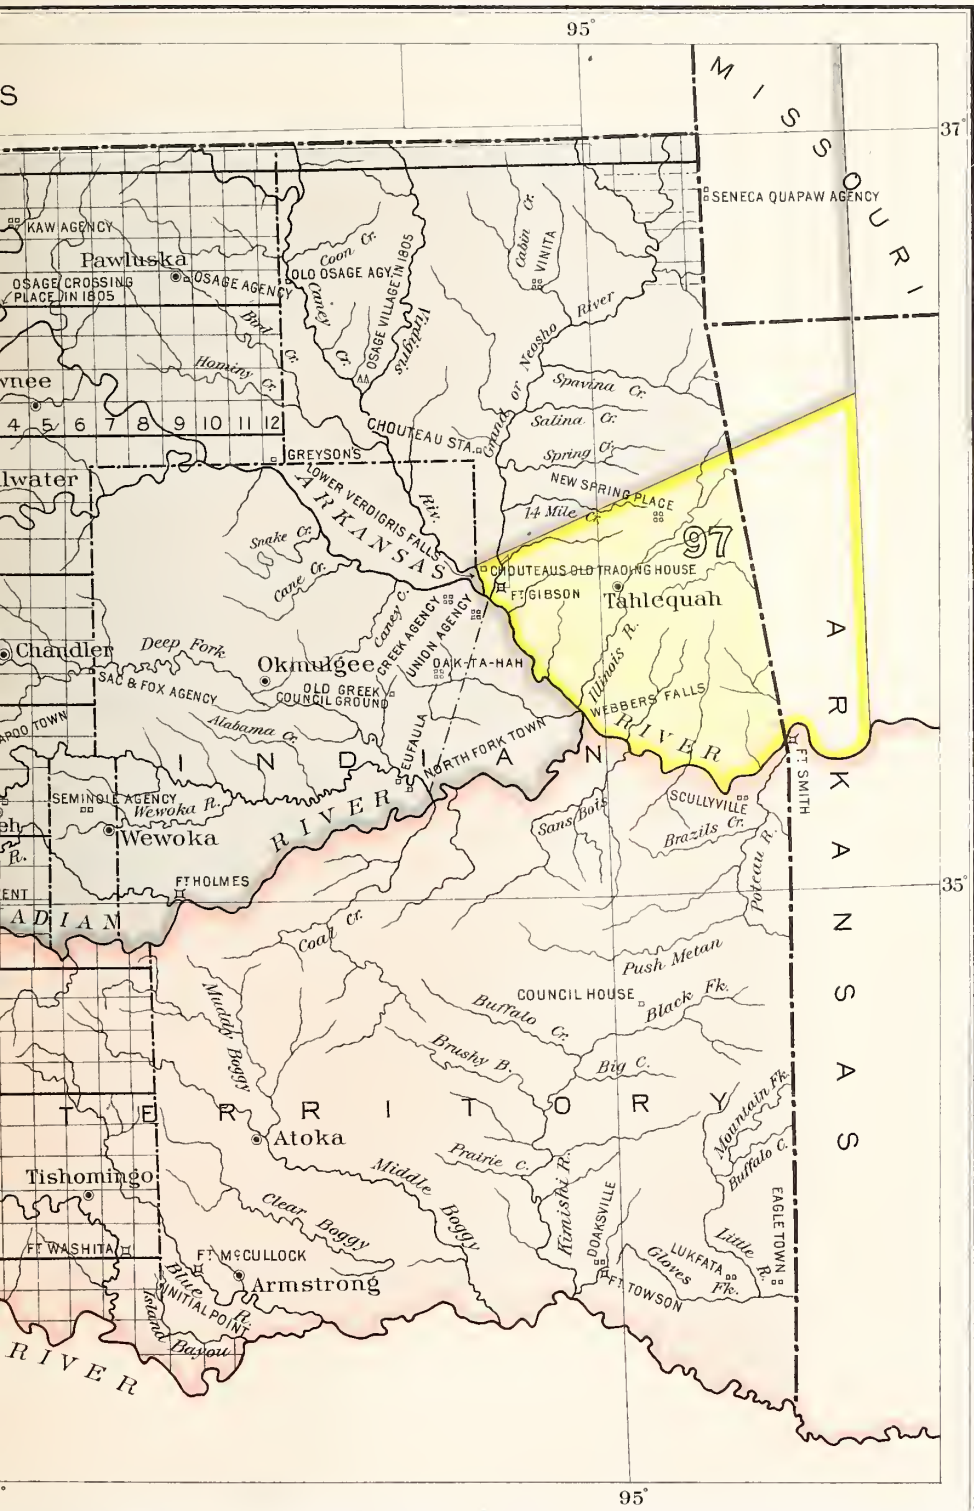 95°
S
MISSOURI
37°
SENECA QUAPAW AGENCY
KAW AGENCY
Coon Cr.
Cabin Cr.
VINITA
Pawluska
OSAGE AGENCY
OLD OSAGE AGY.
OSAGE CROSSING
PLACE IN 1805
Caney Cr.
OSAGE VILLAGE IN 1805
Virdigris
Bird Cr.
Grand or Neosho River
Hominy Cr.
Spavina Cr.
wnee
Salina Cr.
4 5 6 7 8 9 10 11 12
CHOUTEAU STA.
GREYSON'S
Spring Cr.
lwater
LOWER VERDIGRIS FALLS
NEW SPRING PLACE
ARKANSAS
Riv.
14 Mile Cr.
Snake Cr.
97
Cane Cr.
CHOUTEAUS OLD TRADING HOUSE
FT. GIBSON
Tahlequah
Caney C.
CREEK AGENCY
UNION AGENCY
Chandler
Deep Fork
Okmulgee
OAK-TA-HAH
Illinois R.
SAC & FOX AGENCY
OLD GREEK
COUNCIL GROUND
WEBBERS FALLS
APOO TOWN
Alabama Cr.
EUFAULA
NORTH FORK TOWN
RIVER
INDIAN
FT. SMITH
SEMINOLE AGENCY
Wewoka R.
RIVER
SCULLYVILLE
eh
Wewoka
Sans Bois
Brazils Cr.
R.
FT HOLMES
Poteau R.
ENT
35°
ADIAN
Coal Cr.
Push Metan
ARKANSAS
Muddy Boggy
COUNCIL HOUSE
Black Fk.
Buffalo Cr.
Brushy B.
Big C.
TERRITORY
Mountain Fk.
Atoka
Prairie C.
Buffalo C.
Tishomingo
Middle Boggy
Kimishi R.
DOAKSVILLE
EAGLETOWN
Clear Boggy
Little R.
FT WASHITA
FT. McCULLOCK
LUKFATA
Gloves Fk.
Blue R.
Armstrong
FT TOWSON
INITIAL POINT
Island Bayou
RIVER
95°